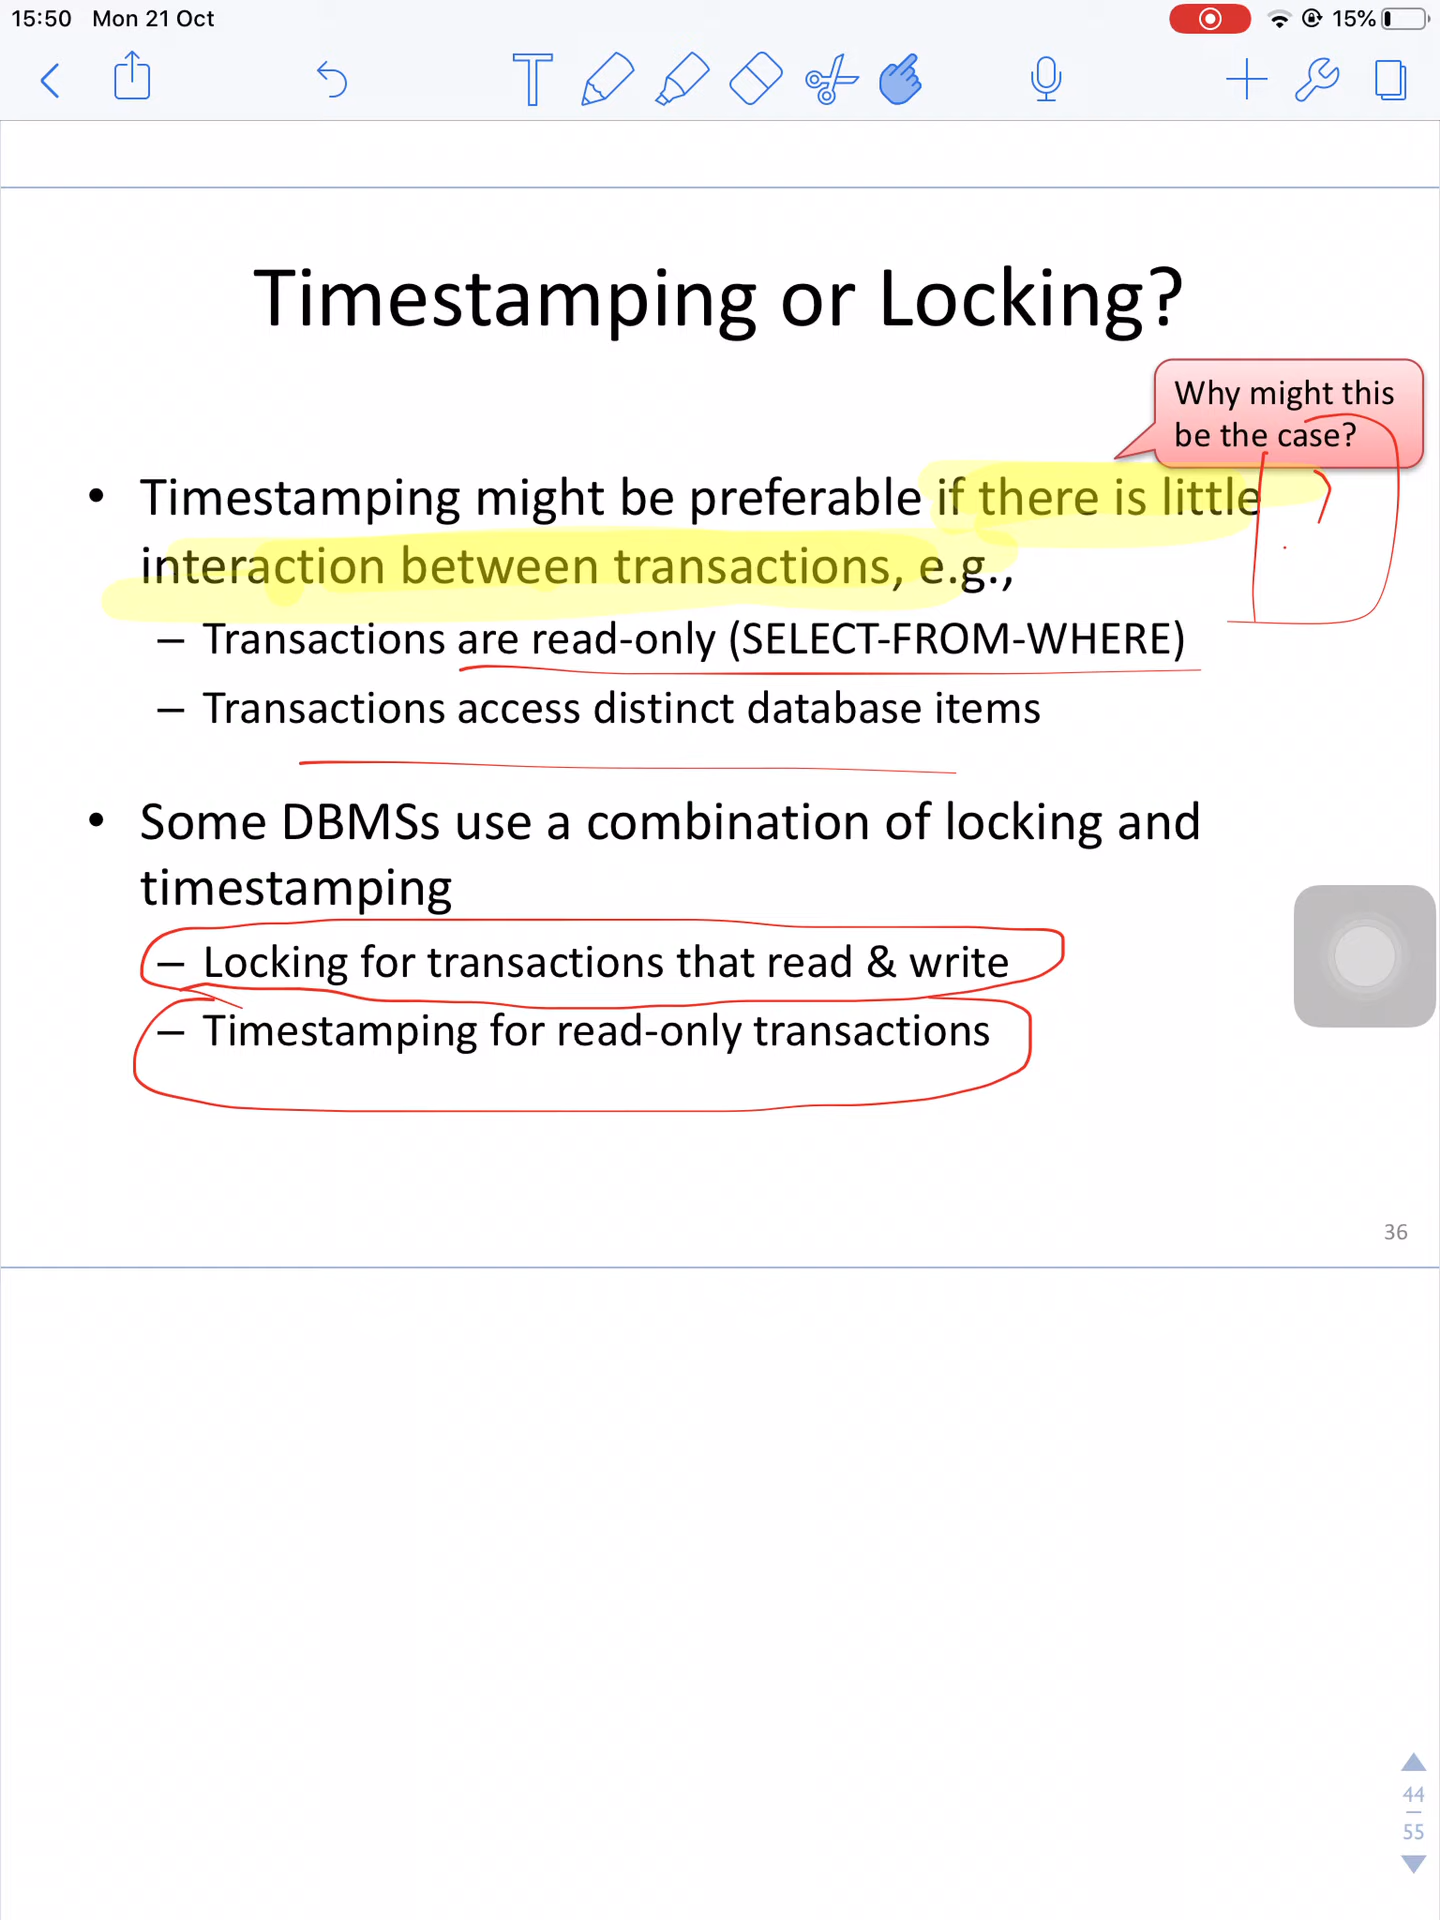 15:50 Mon 21 Oct
15%
Timestamping or Locking?
Why might this
be the case?
• Timestamping might be preferable if there is little
interaction between transactions, e.g.,
– Transactions are read-only (SELECT-FROM-WHERE)
– Transactions access distinct database items
• Some DBMSs use a combination of locking and
timestamping
– Locking for transactions that read & write
– Timestamping for read-only transactions
36
44
55